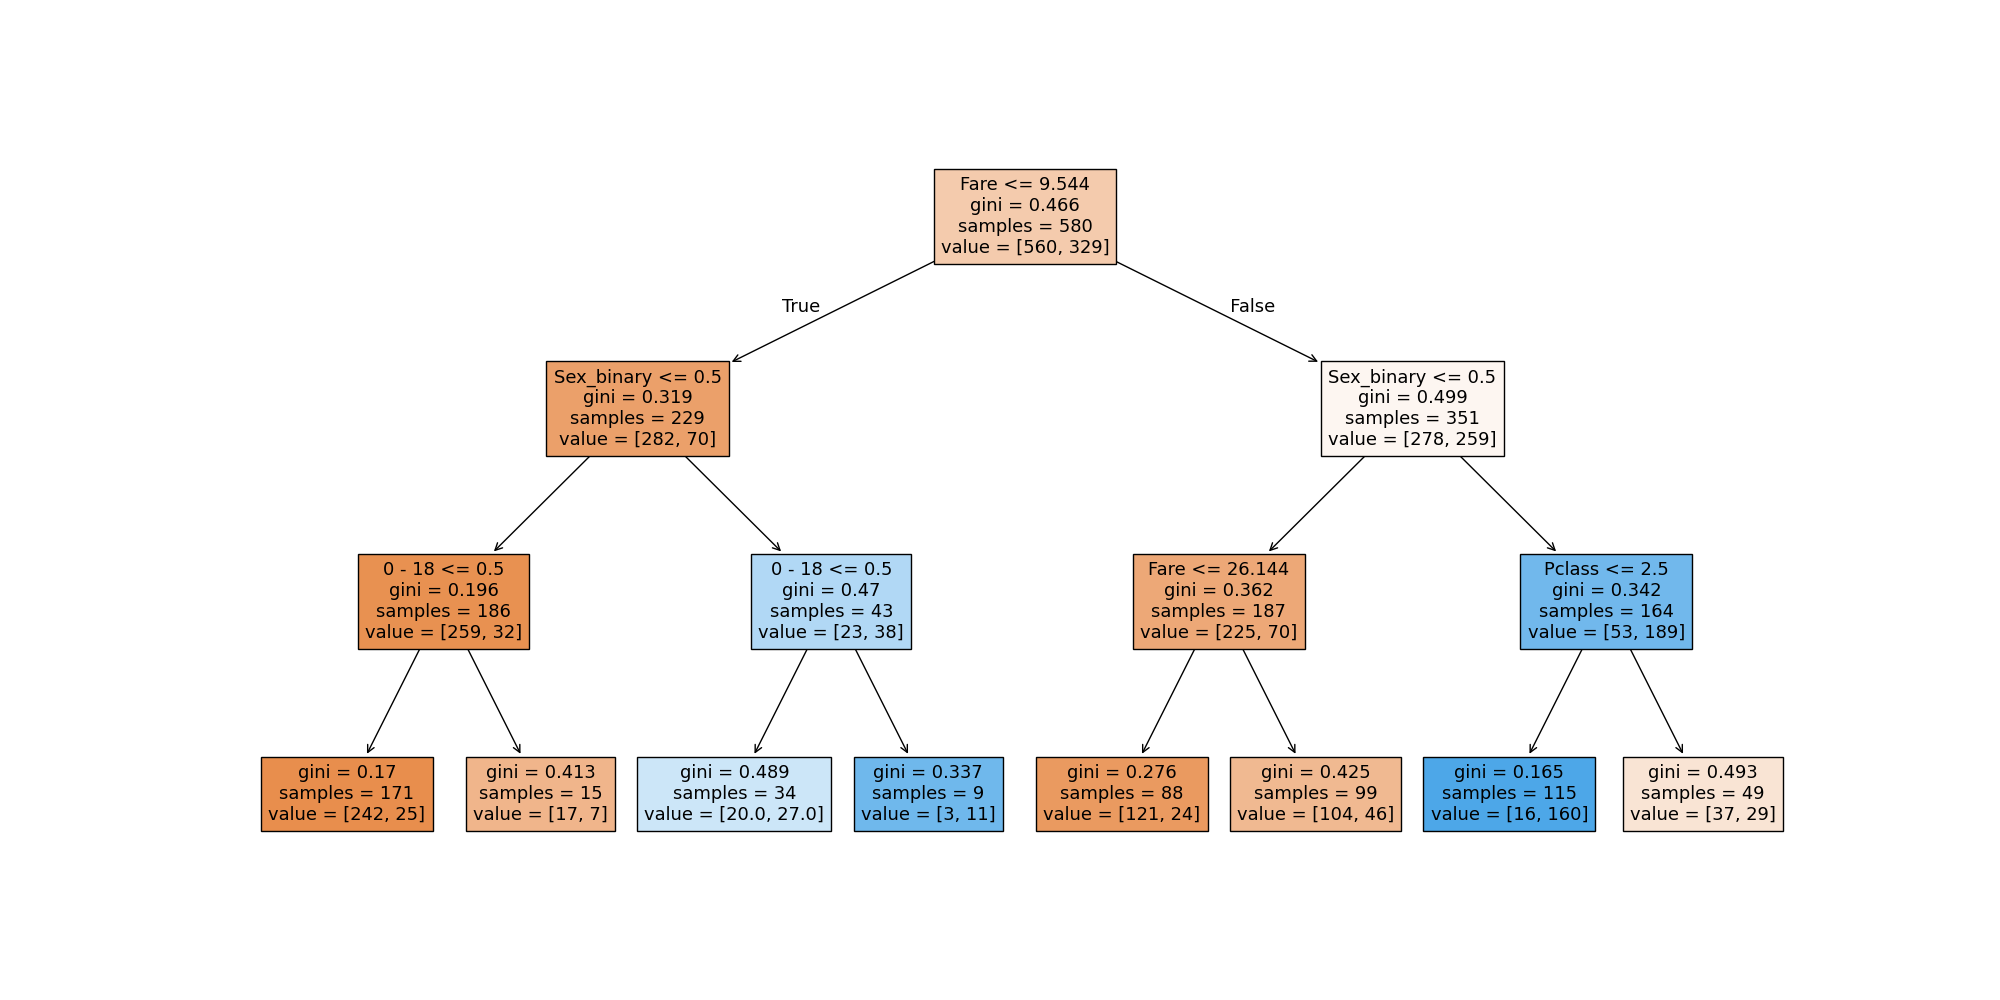 Fare <= 9.544
gini = 0.466
samples = 580
value = [560, 329]
True
False
Sex_binary <= 0.5
gini = 0.319
samples = 229
value = [282, 70]
Sex_binary <= 0.5
gini = 0.499
samples = 351
value = [278, 259]
0 - 18 <= 0.5
gini = 0.196
samples = 186
value = [259, 32]
0 - 18 <= 0.5
gini = 0.47
samples = 43
value = [23, 38]
Fare <= 26.144
gini = 0.362
samples = 187
value = [225, 70]
Pclass <= 2.5
gini = 0.342
samples = 164
value = [53, 189]
gini = 0.17
samples = 171
value = [242, 25]
gini = 0.413
samples = 15
value = [17, 7]
gini = 0.489
samples = 34
value = [20.0, 27.0]
gini = 0.337
samples = 9
value = [3, 11]
gini = 0.276
samples = 88
value = [121, 24]
gini = 0.425
samples = 99
value = [104, 46]
gini = 0.165
samples = 115
value = [16, 160]
gini = 0.493
samples = 49
value = [37, 29]